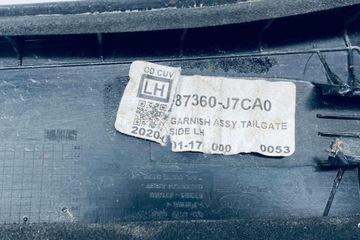 CD CUV
LH
87360-J7CA0
GARNISH ASSY TAILGATE
SIDE LH
2020
01-17 000 0053